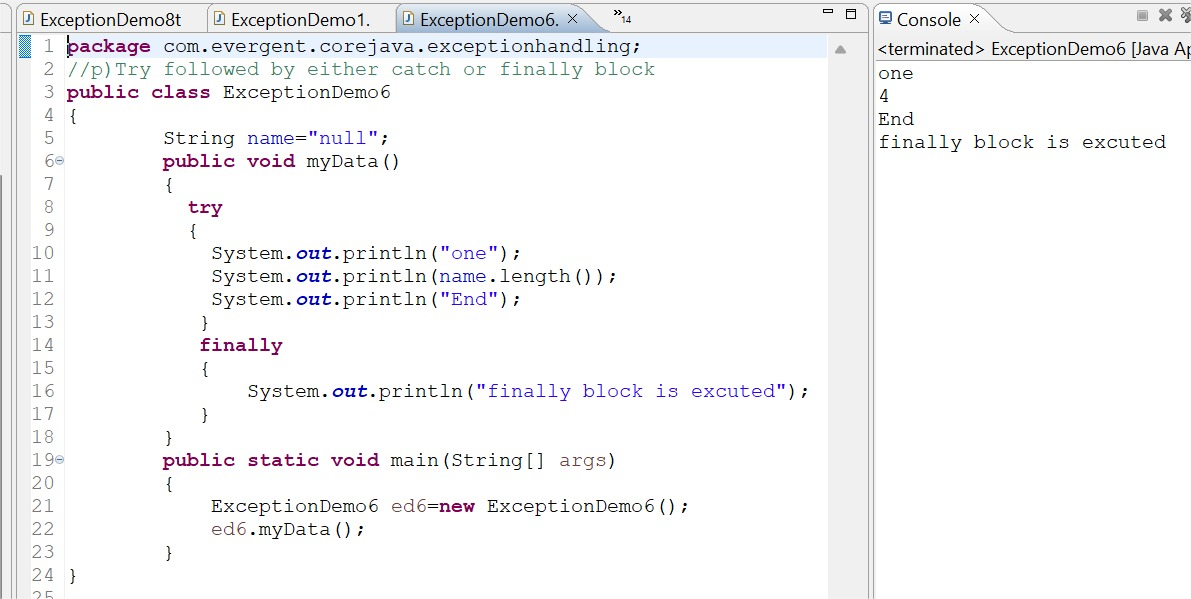 ExceptionDemo8t ExceptionDemo1. ExceptionDemo6. »14
1 package com.evergent.corejava.exceptionhandling;
2 //p)Try followed by either catch or finally block
3 public class ExceptionDemo6
4 {
5 String name="null";
6 public void myData()
7 {
8 try
9 {
10 System.out.println("one");
11 System.out.println(name.length());
12 System.out.println("End");
13 }
14 finally
15 {
16 System.out.println("finally block is excuted");
17 }
18 }
19 public static void main(String[] args)
20 {
21 ExceptionDemo6 ed6=new ExceptionDemo6();
22 ed6.myData();
23 }
24 }
25
Console
<terminated> ExceptionDemo6 [Java Ap
one
4
End
finally block is excuted